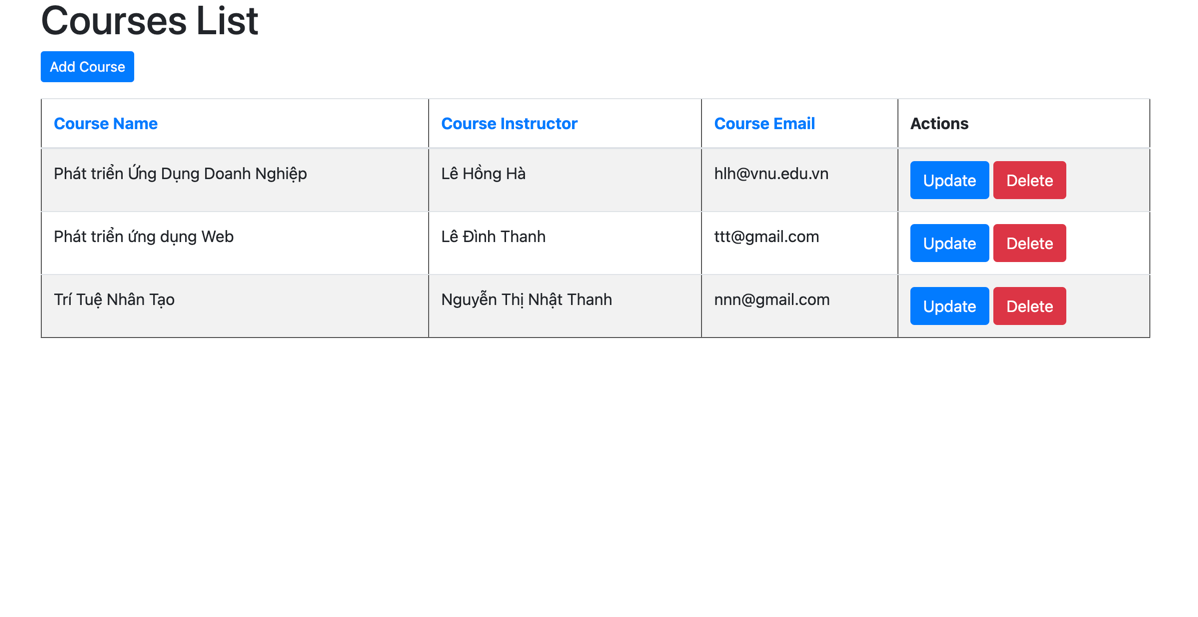 Courses List
Add Course
Course Name Course Instructor Course Email Actions
Phát triển Ứng Dụng Doanh Nghiệp Lê Hồng Hà hlh@vnu.edu.vn Update Delete
Phát triển ứng dụng Web Lê Đình Thanh ttt@gmail.com Update Delete
Trí Tuệ Nhân Tạo Nguyễn Thị Nhật Thanh nnn@gmail.com Update Delete